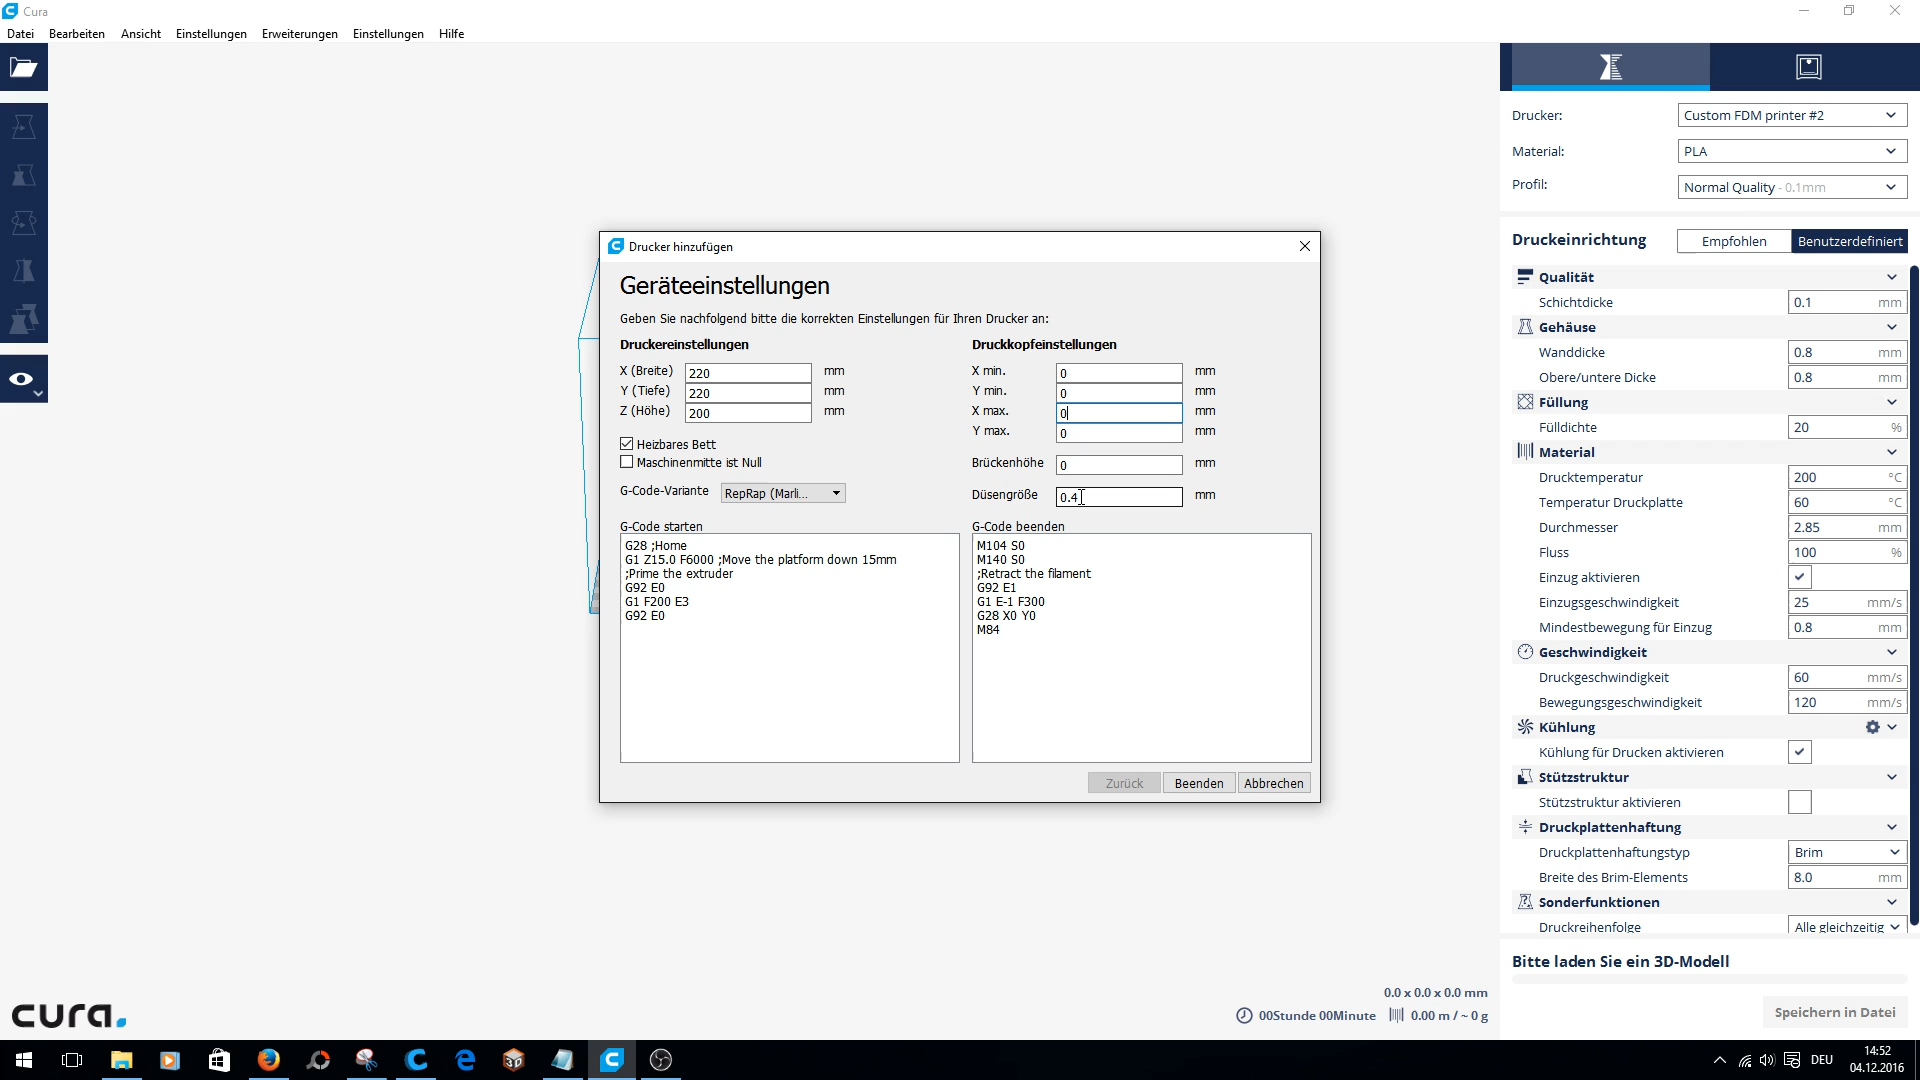 Cura
Datei Bearbeiten Ansicht Einstellungen Erweiterungen Einstellungen Hilfe
Drucker: Custom FDM printer #2
Material: PLA
Profil: Normal Quality - 0.1mm
Druckeinrichtung Empfohlen Benutzerdefiniert
Qualität
Schichtdicke 0.1 mm
Gehäuse
Wanddicke 0.8 mm
Obere/untere Dicke 0.8 mm
Füllung
Fülldichte 20 %
Material
Drucktemperatur 200 °C
Temperatur Druckplatte 60 °C
Durchmesser 2.85 mm
Fluss 100 %
Einzug aktivieren
Einzugsgeschwindigkeit 25 mm/s
Mindestbewegung für Einzug 0.8 mm
Geschwindigkeit
Druckgeschwindigkeit 60 mm/s
Bewegungsgeschwindigkeit 120 mm/s
Kühlung
Kühlung für Drucken aktivieren
Stützstruktur
Stützstruktur aktivieren
Druckplattenhaftung
Druckplattenhaftungstyp Brim
Breite des Brim-Elements 8.0 mm
Sonderfunktionen
Druckreihenfolge Alle gleichzeitig
Bitte laden Sie ein 3D-Modell
Speichern in Datei
Drucker hinzufügen
Geräteeinstellungen
Geben Sie nachfolgend bitte die korrekten Einstellungen für Ihren Drucker an:
Druckereinstellungen
X (Breite) 220 mm
Y (Tiefe) 220 mm
Z (Höhe) 200 mm
Heizbares Bett
Maschinenmitte ist Null
G-Code-Variante RepRap (Marli...
Druckkopfeinstellungen
X min. 0 mm
Y min. 0 mm
X max. 0 mm
Y max. 0 mm
Brückenhöhe 0 mm
Düsengröße 0.4 mm
G-Code starten
G28 ;Home
G1 Z15.0 F6000 ;Move the platform down 15mm
;Prime the extruder
G92 E0
G1 F200 E3
G92 E0
G-Code beenden
M104 S0
M140 S0
;Retract the filament
G92 E1
G1 E-1 F300
G28 X0 Y0
M84
Zurück Beenden Abbrechen
0.0 x 0.0 x 0.0 mm
00Stunde 00Minute 0.00 m / ~ 0 g
cura.
DEU
14:52
04.12.2016